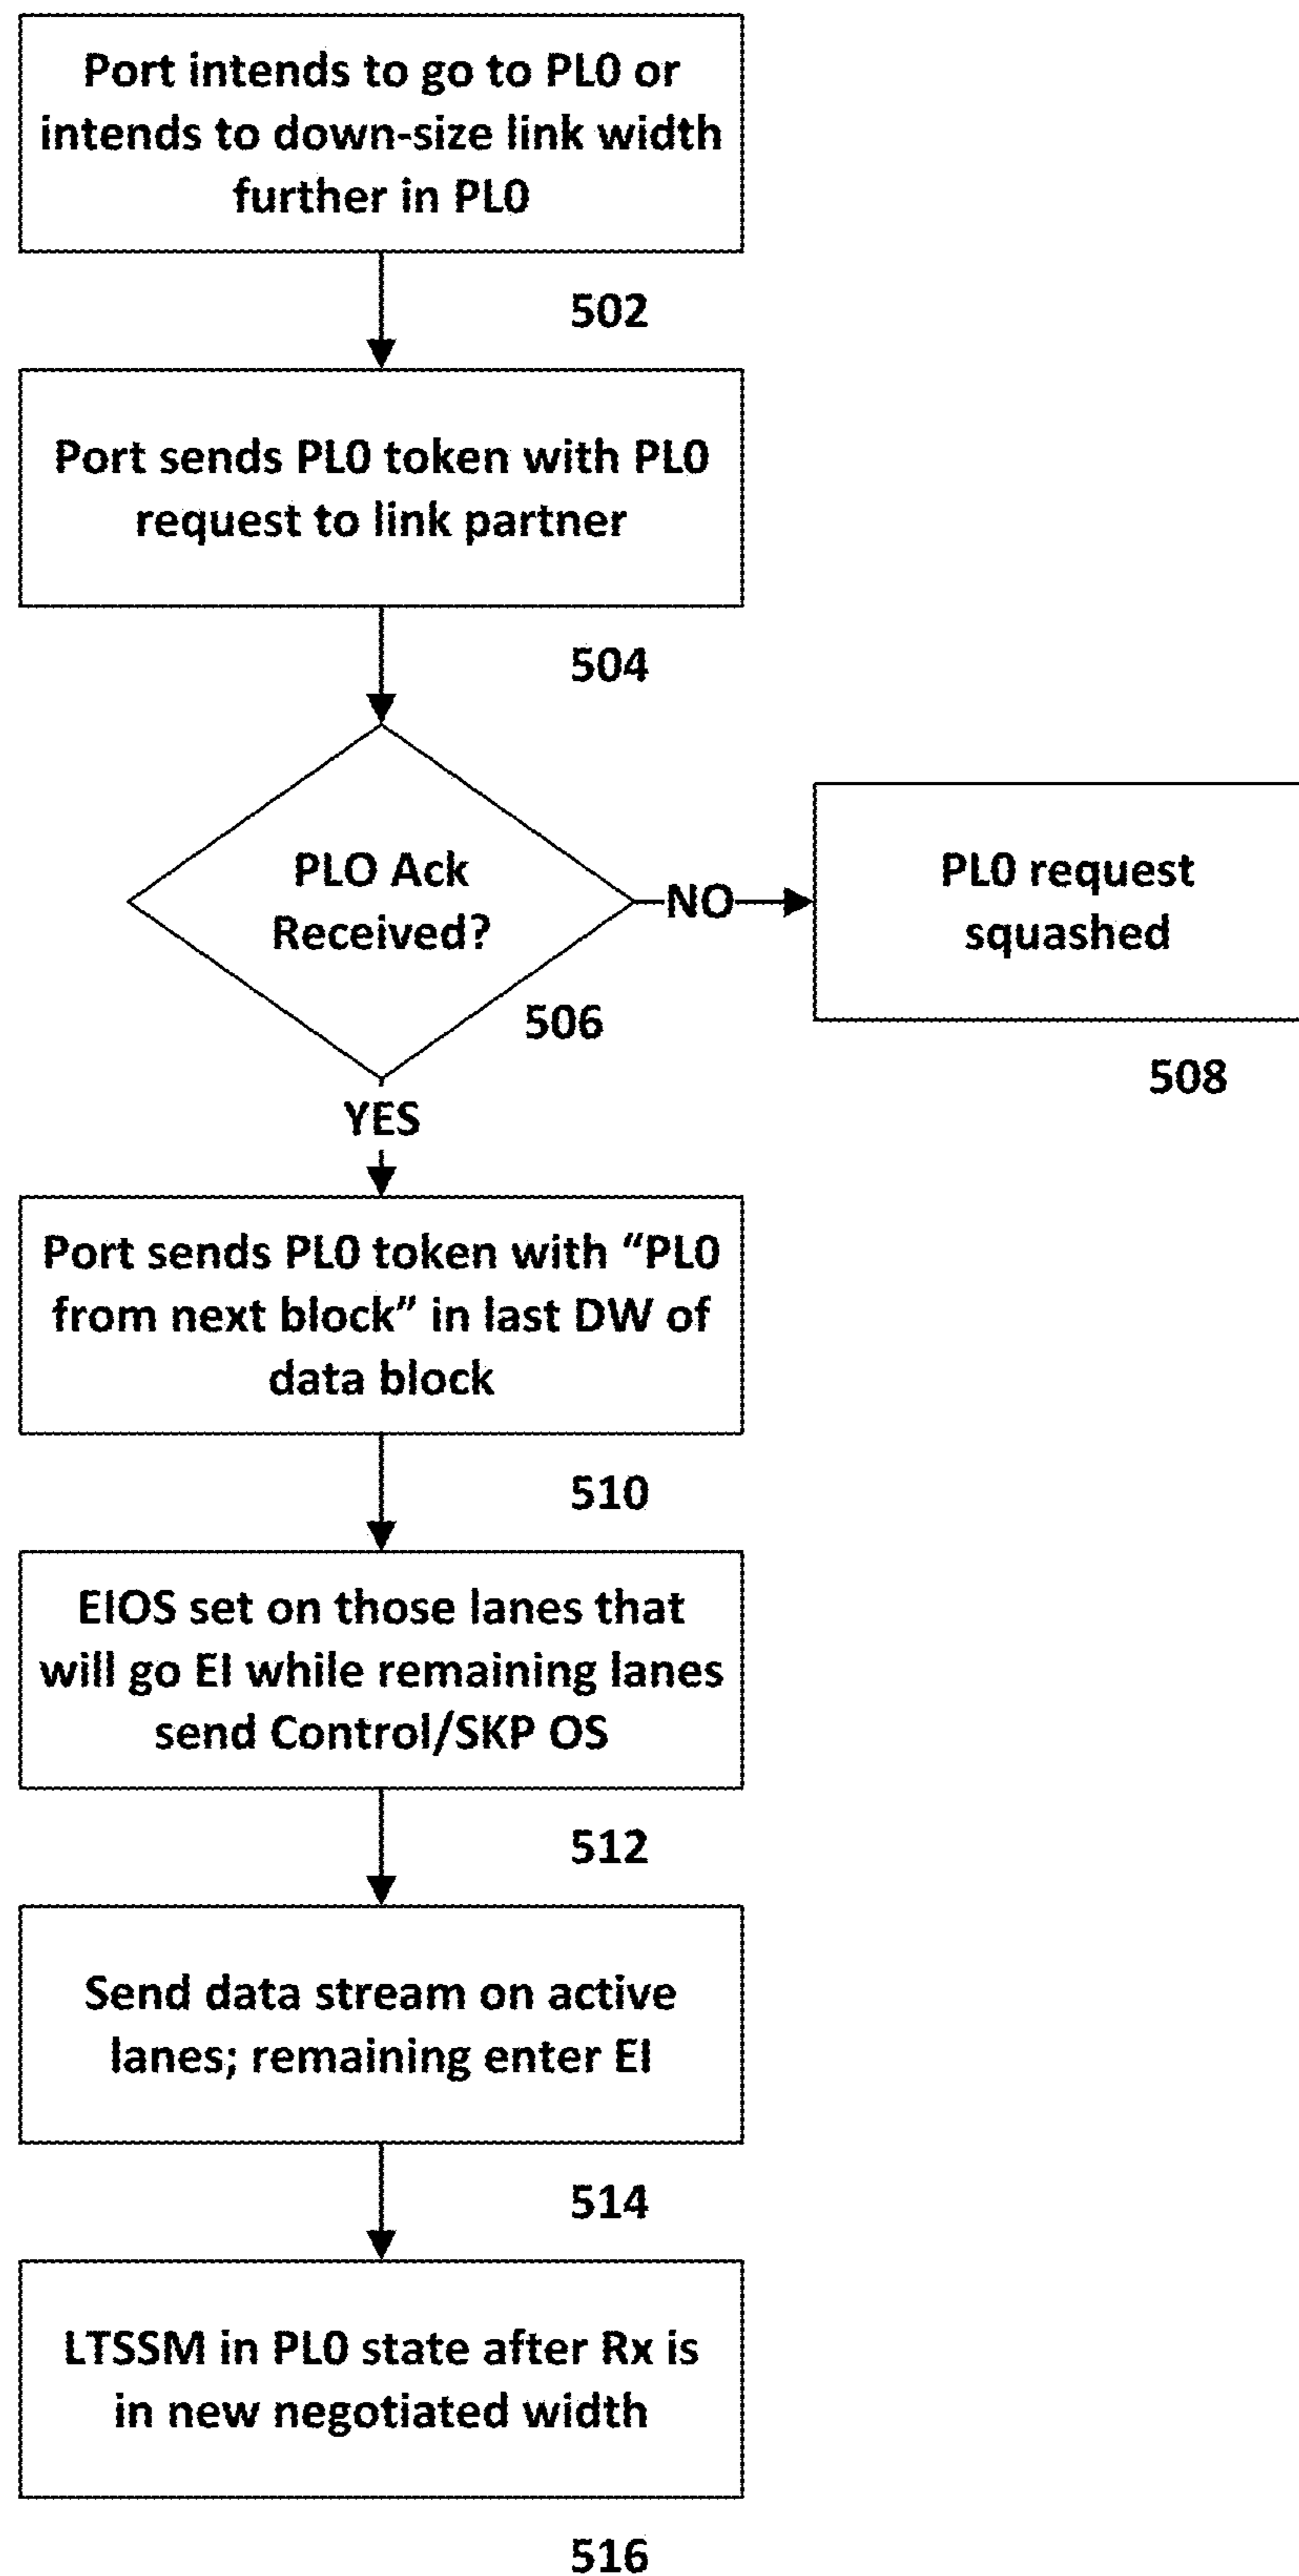 Port intends to go to PL0 or
intends to down-size link width
further in PL0
502
Port sends PL0 token with PL0
request to link partner
504
PLO Ack
Received?
506
NO
PL0 request
squashed
508
YES
Port sends PL0 token with “PL0
from next block” in last DW of
data block
510
EIOS set on those lanes that
will go EI while remaining lanes
send Control/SKP OS
512
Send data stream on active
lanes; remaining enter EI
514
LTSSM in PL0 state after Rx is
in new negotiated width
516